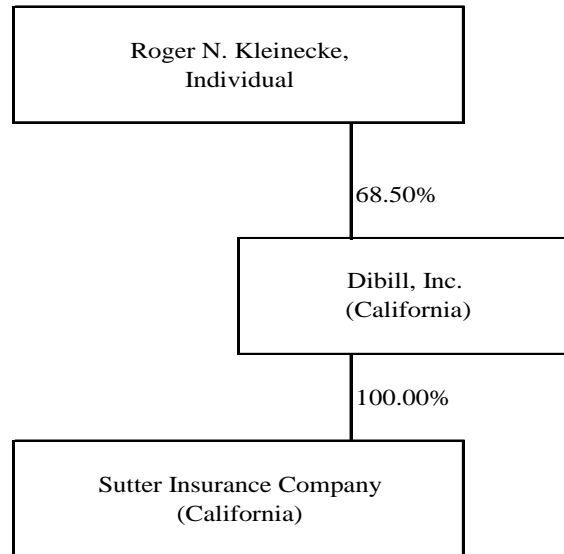 Roger N. Kleinecke,
Individual
68.50%
Dibill, Inc.
(California)
100.00%
Sutter Insurance Company
(California)